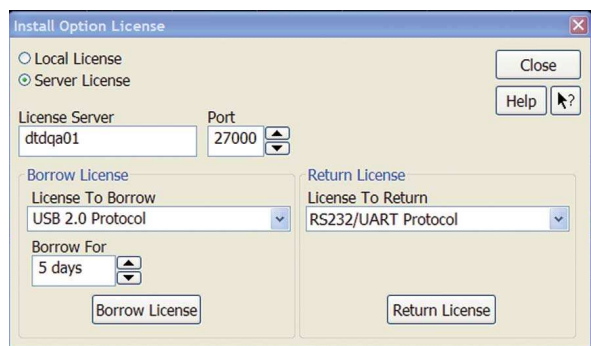 Install Option License
Local License
Server License
Close
Help
?
License Server
Port
dtdqa01
27000
Borrow License
Return License
License To Borrow
License To Return
USB 2.0 Protocol
RS232/UART Protocol
Borrow For
5 days
Borrow License
Return License